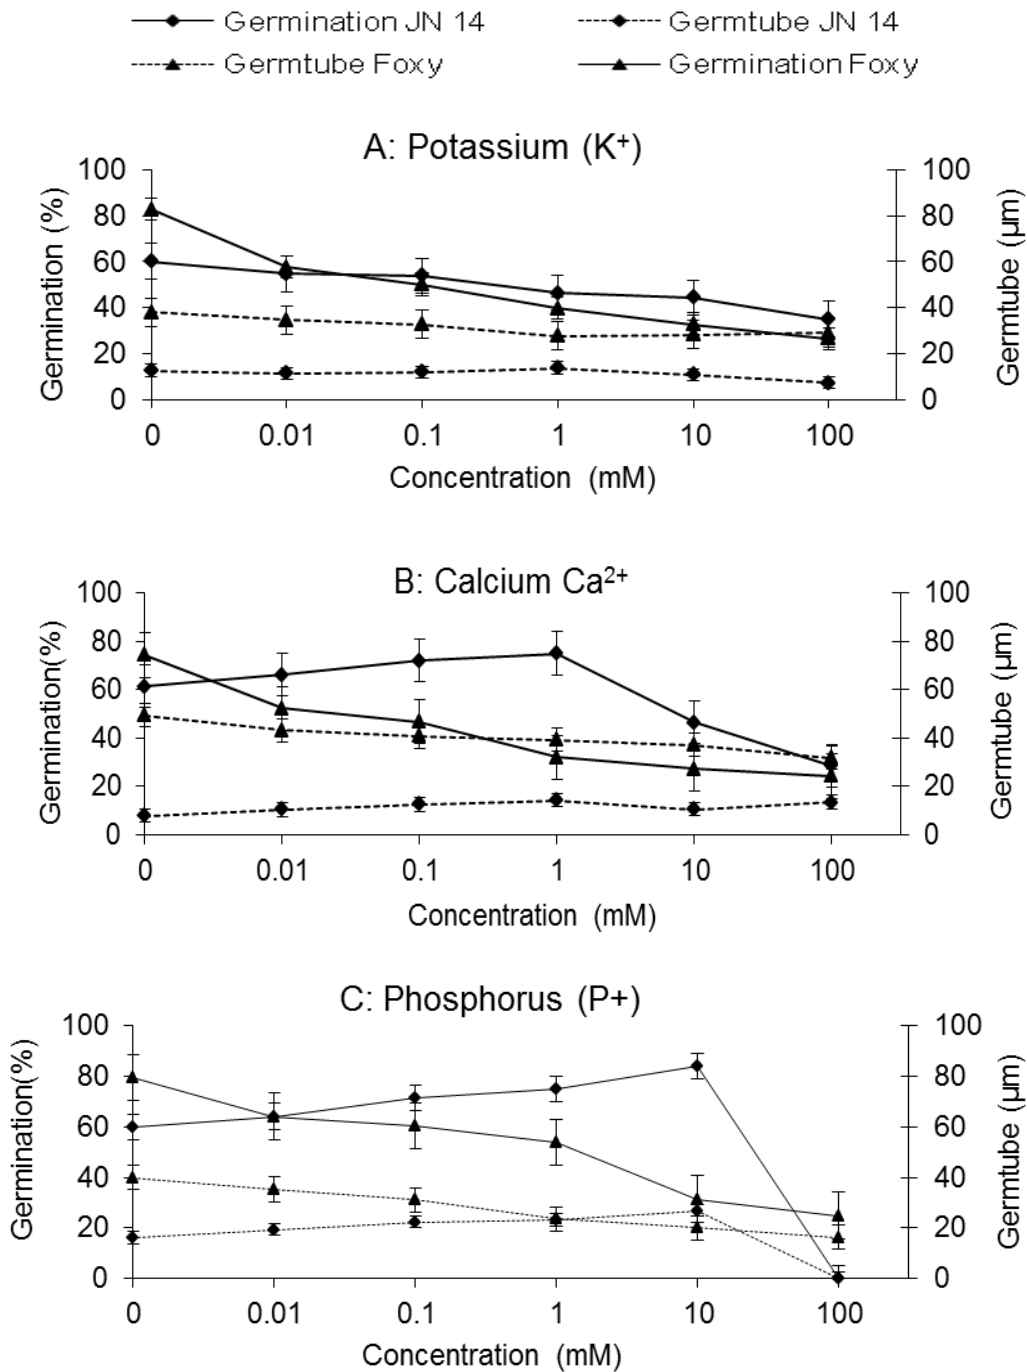 Germination JN 14 Germtube JN 14
Germtube Foxy Germination Foxy
A: Potassium (K⁺)
100 100
80 80
60 60
40 40
20 20
0 0
Germination (%)
Germtube (µm)
0 0.01 0.1 1 10 100
Concentration (mM)
B: Calcium Ca²⁺
100 100
80 80
60 60
40 40
20 20
0 0
Germination(%)
Germtube (µm)
0 0.01 0.1 1 10 100
Concentration (mM)
C: Phosphorus (P+)
100 100
80 80
60 60
40 40
20 20
0 0
Germination(%)
Germtube (µm)
0 0.01 0.1 1 10 100
Concentration (mM)